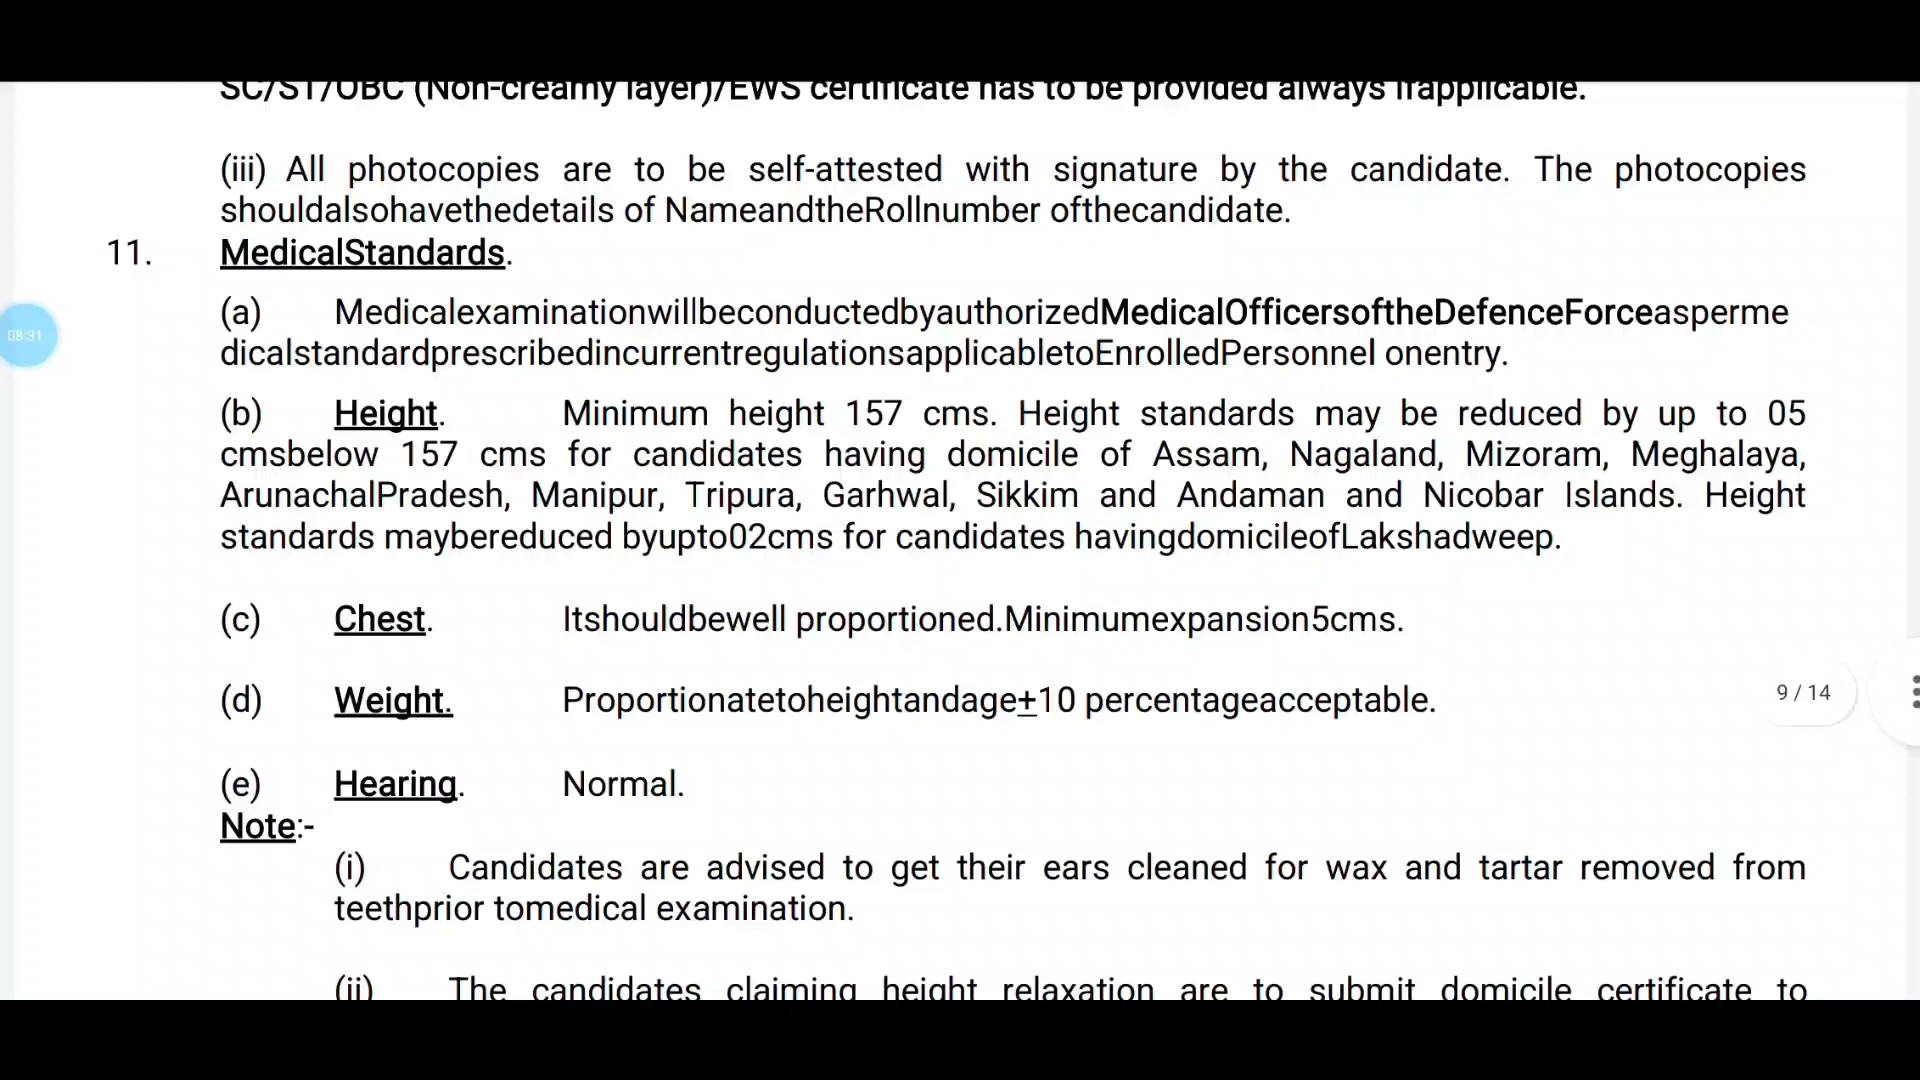 SC/ST/OBC (Non-creamy layer)/EWS certificate has to be provided always ifapplicable.
(iii) All photocopies are to be self-attested with signature by the candidate. The photocopies
shouldalsohavethedetails of NameandtheRollnumber ofthecandidate.
11. MedicalStandards.
(a) MedicalexaminationwillbeconductedbyauthorizedMedicalOfficersoftheDefenceForceasperme
dicalstandardprescribedincurrentregulationsapplicabletoEnrolledPersonnel onentry.
08:31
(b) Height. Minimum height 157 cms. Height standards may be reduced by up to 05
cmsbelow 157 cms for candidates having domicile of Assam, Nagaland, Mizoram, Meghalaya,
ArunachalPradesh, Manipur, Tripura, Garhwal, Sikkim and Andaman and Nicobar Islands. Height
standards maybereduced byupto02cms for candidates havingdomicileofLakshadweep.
(c) Chest. Itshouldbewell proportioned.Minimumexpansion5cms.
(d) Weight. Proportionatetoheightandage±10 percentageacceptable.
9 / 14
(e) Hearing. Normal.
Note:-
(i) Candidates are advised to get their ears cleaned for wax and tartar removed from
teethprior tomedical examination.
(ii) The candidates claiming height relaxation are to submit domicile certificate to